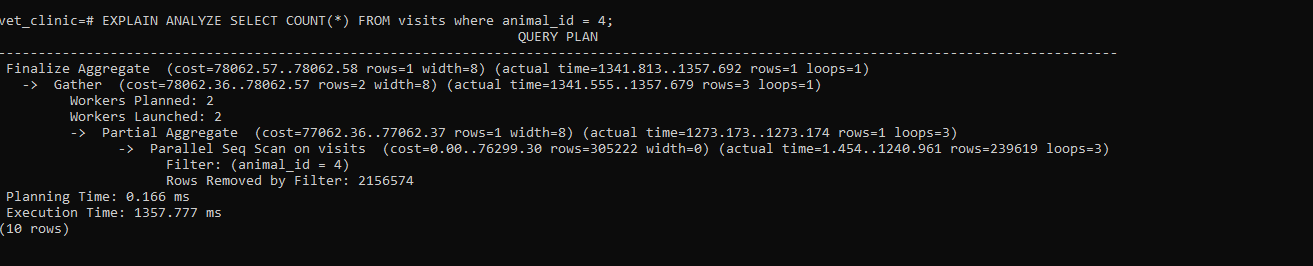 vet_clinic=# EXPLAIN ANALYZE SELECT COUNT(*) FROM visits where animal_id = 4;
QUERY PLAN
---------------------------------------------------------------------------------------------------------------------------------------------
Finalize Aggregate  (cost=78062.57..78062.58 rows=1 width=8) (actual time=1341.813..1357.692 rows=1 loops=1)
  ->  Gather  (cost=78062.36..78062.57 rows=2 width=8) (actual time=1341.555..1357.679 rows=3 loops=1)
        Workers Planned: 2
        Workers Launched: 2
        ->  Partial Aggregate  (cost=77062.36..77062.37 rows=1 width=8) (actual time=1273.173..1273.174 rows=1 loops=3)
              ->  Parallel Seq Scan on visits  (cost=0.00..76299.30 rows=305222 width=0) (actual time=1.454..1240.961 rows=239619 loops=3)
                    Filter: (animal_id = 4)
                    Rows Removed by Filter: 2156574
Planning Time: 0.166 ms
Execution Time: 1357.777 ms
(10 rows)